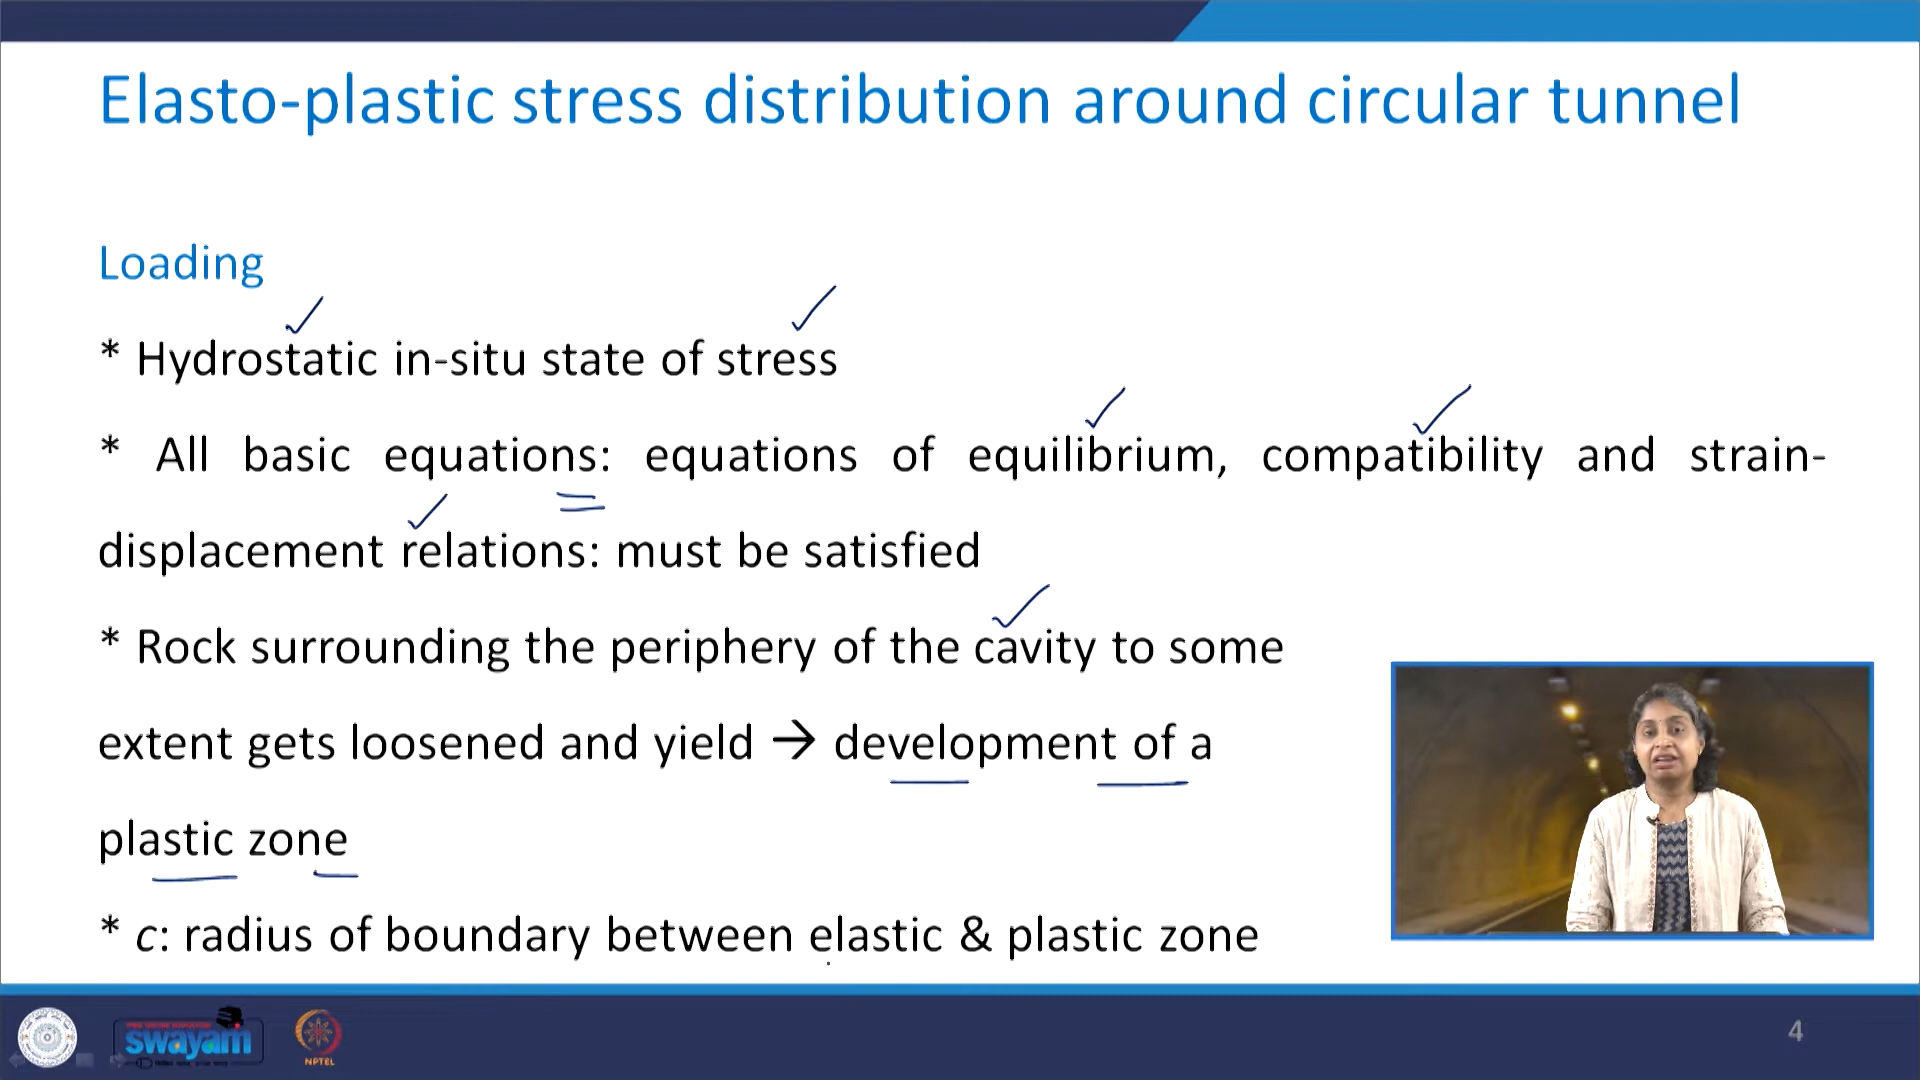 Elasto-plastic stress distribution around circular tunnel
Loading
* Hydrostatic in-situ state of stress
* All basic equations: equations of equilibrium, compatibility and strain-
displacement relations: must be satisfied
* Rock surrounding the periphery of the cavity to some
extent gets loosened and yield → development of a
plastic zone
* c: radius of boundary between elastic & plastic zone
swayam
NPTEL
4